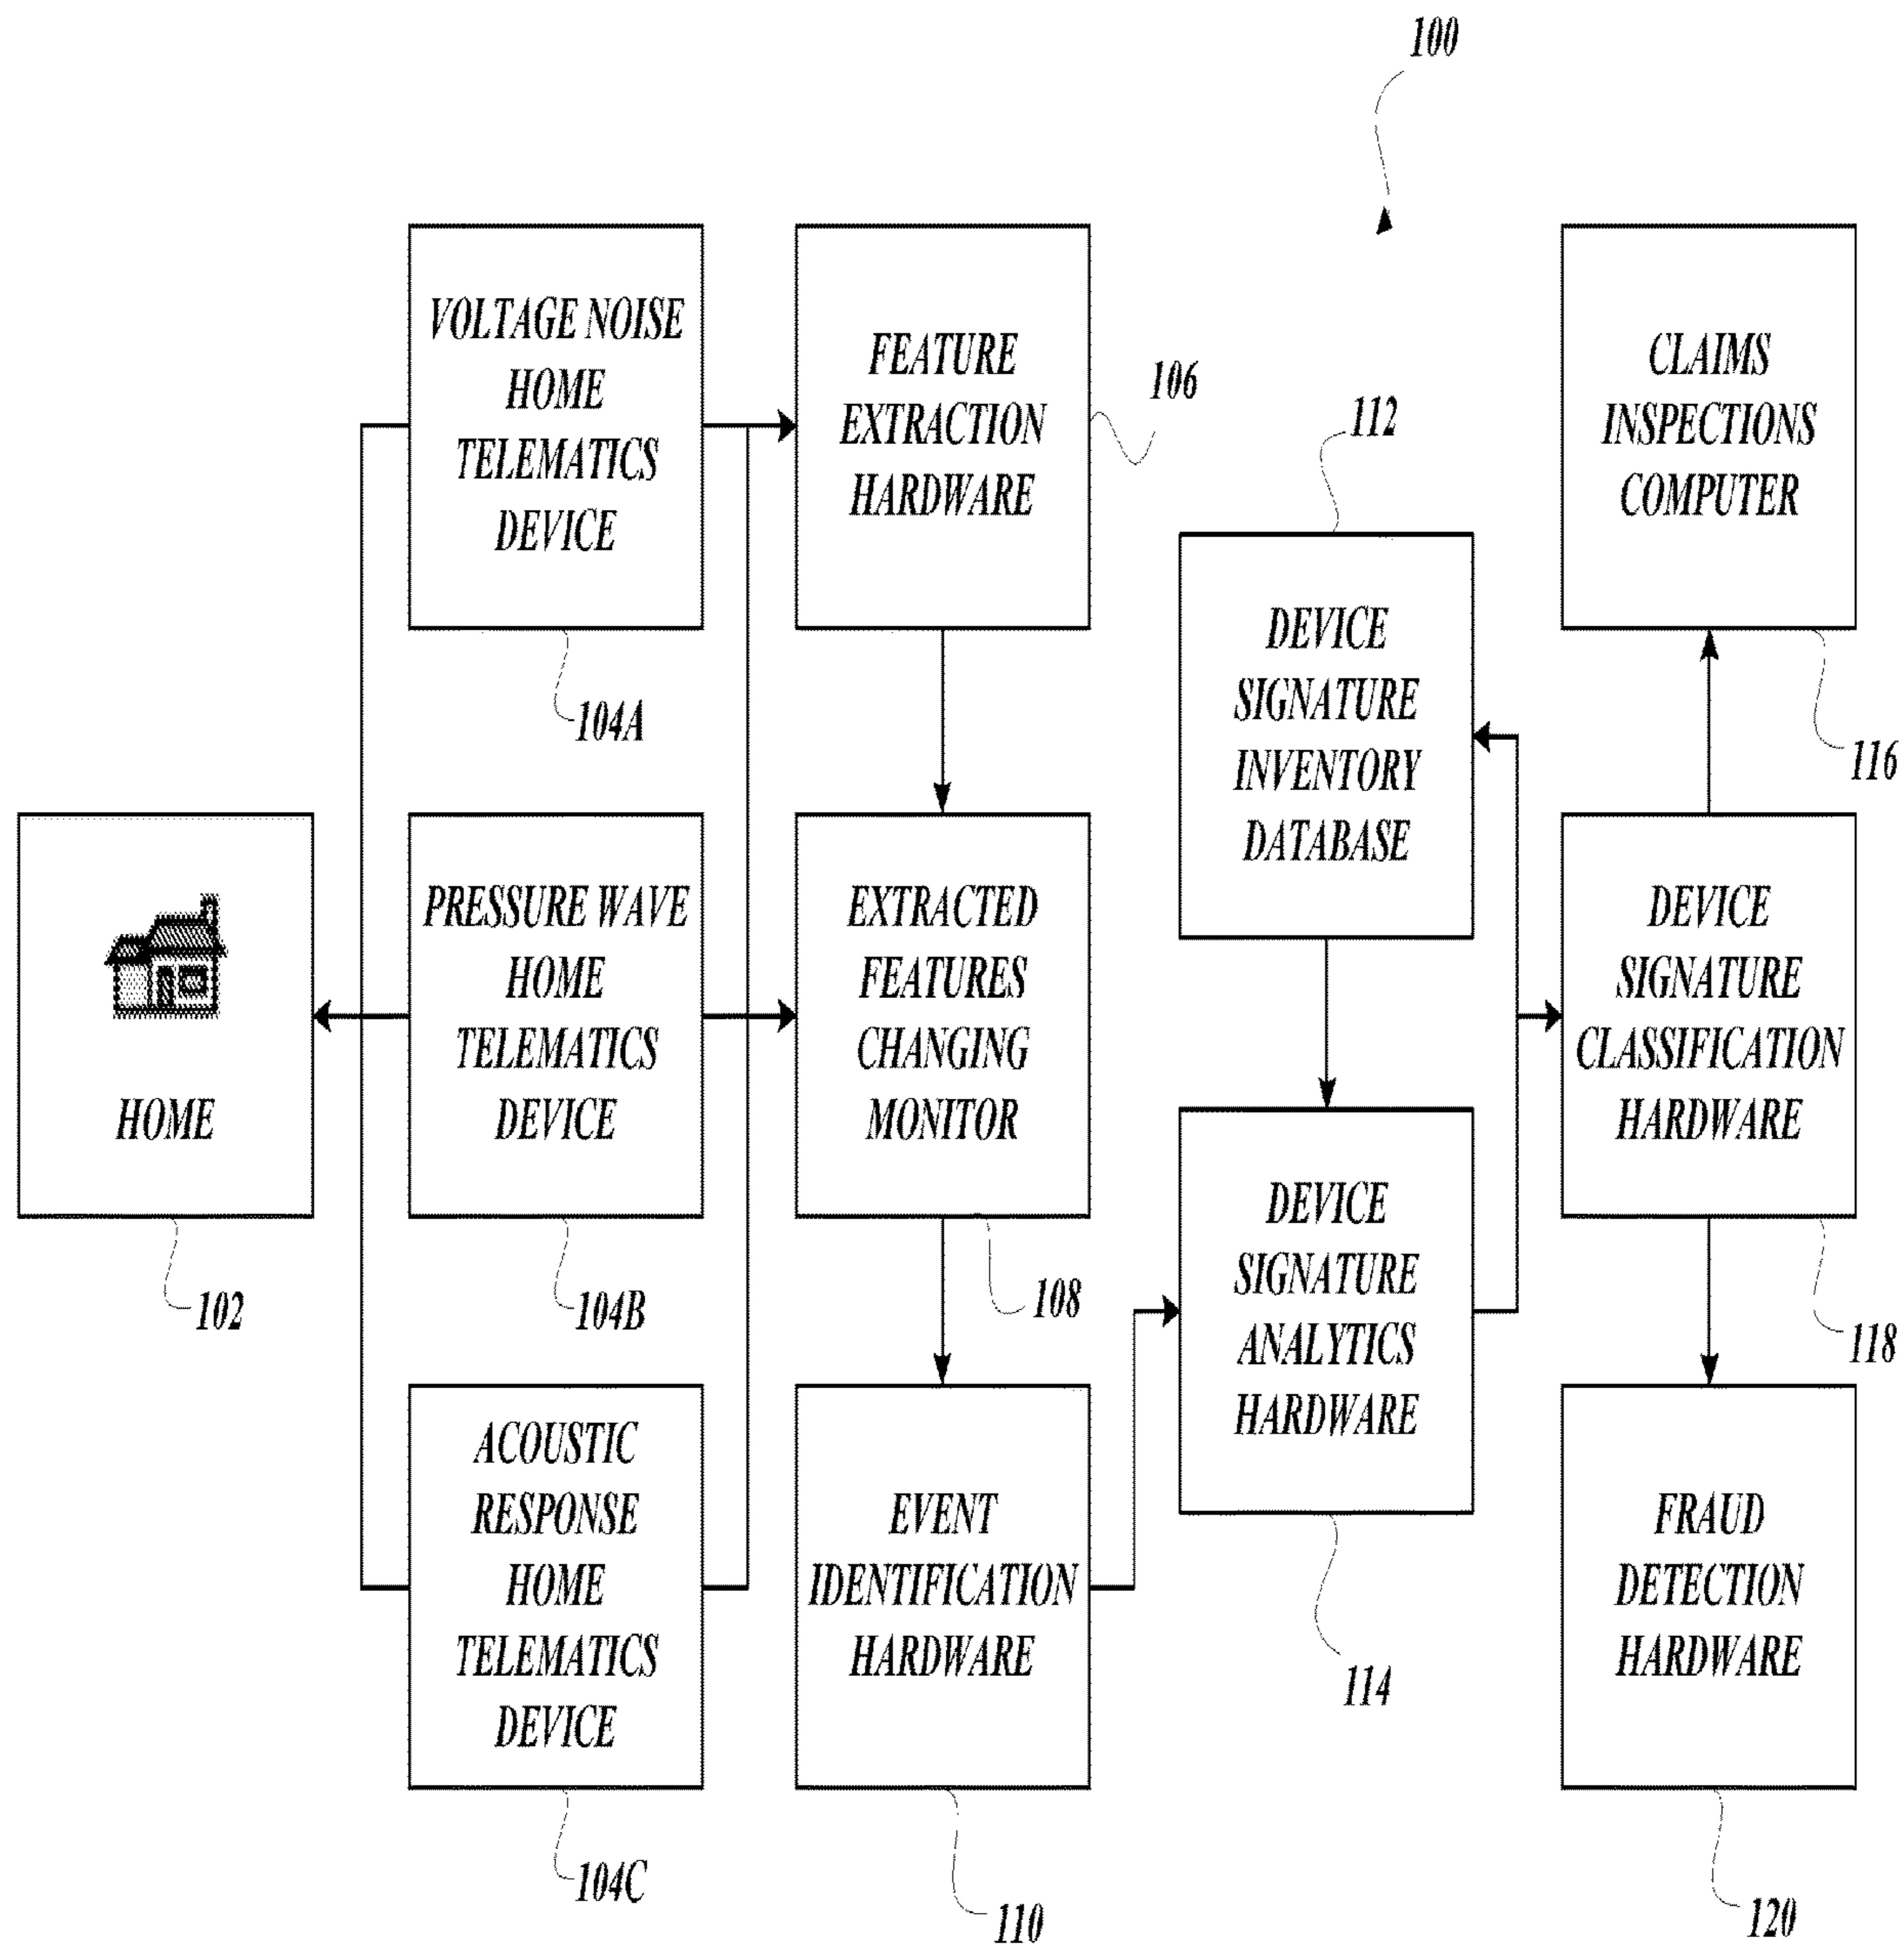 100
VOLTAGE NOISE
HOME
TELEMATICS
DEVICE
104A
FEATURE
EXTRACTION
HARDWARE
106
CLAIMS
INSPECTIONS
COMPUTER
116
112
DEVICE
SIGNATURE
INVENTORY
DATABASE
HOME
102
PRESSURE WAVE
HOME
TELEMATICS
DEVICE
104B
EXTRACTED
FEATURES
CHANGING
MONITOR
108
DEVICE
SIGNATURE
CLASSIFICATION
HARDWARE
118
DEVICE
SIGNATURE
ANALYTICS
HARDWARE
114
ACOUSTIC
RESPONSE
HOME
TELEMATICS
DEVICE
104C
EVENT
IDENTIFICATION
HARDWARE
110
FRAUD
DETECTION
HARDWARE
120